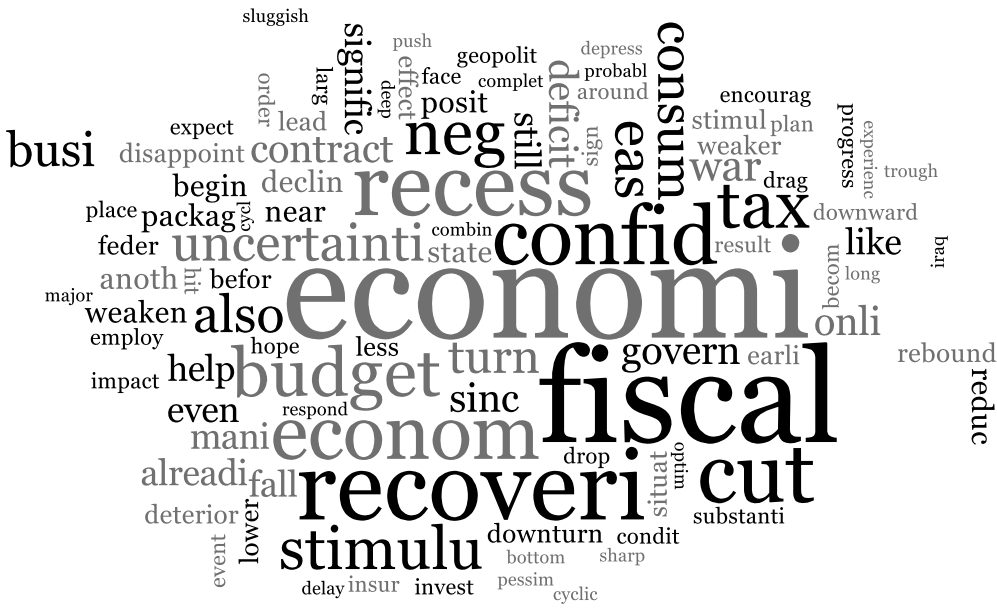 sluggish
push
signific
geopolit
depress
consum
larg
order
deep
effect
face
complet
deficit
probabl
around
encourag
lead
posit
stimul
plan
progress
experienc
expect
neg
still
signu
eas
weaker
busi
disappoint
contract
war
trough
begin
declin
recess
drag
tax
place
packag
cycl
near
downward
feder
uncertainti
combin
state
confid
result
like
iraq
anoth
hit
befor
economi
becom
long
major
weaken
also
onli
employ
hope
less
turn
govern
earli
rebound
impact
help
budget
fiscal
reduc
even
respond
sinc
mani
econom
drop
optim
alreadi
fall
recoveri
situat
cut
deterior
lower
substanti
event
stimulu
downturn
condit
bottom
sharp
delay
insur
invest
pessim
cyclic